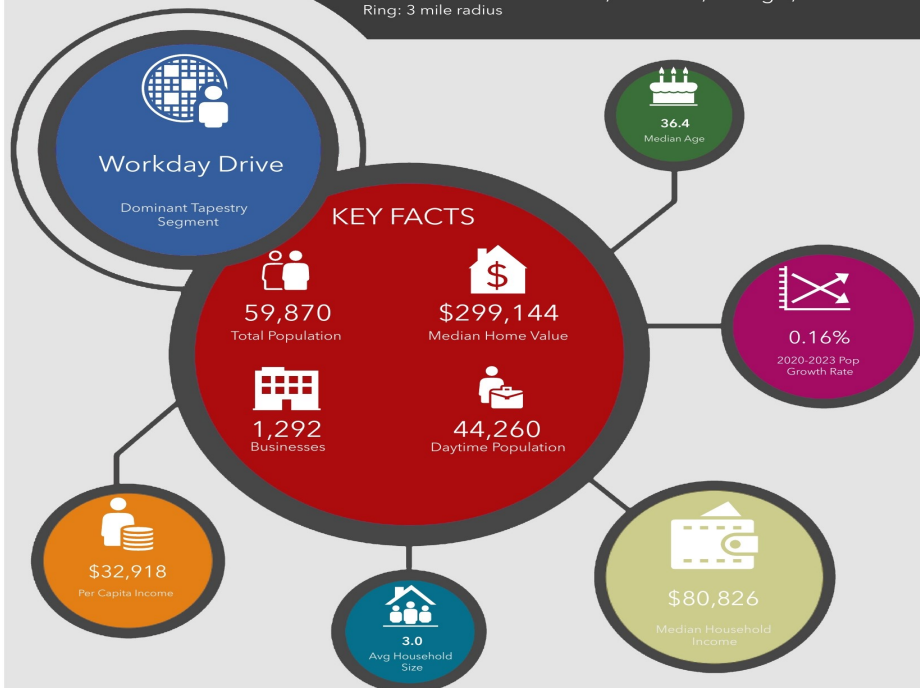 Ring: 3 mile radius
Workday Drive
Dominant Tapestry
Segment
KEY FACTS
59,870
Total Population
$299,144
Median Home Value
1,292
Businesses
44,260
Daytime Population
36.4
Median Age
0.16%
2020-2023 Pop
Growth Rate
$32,918
Per Capita Income
3.0
Avg Household
Size
$80,826
Median Household
Income